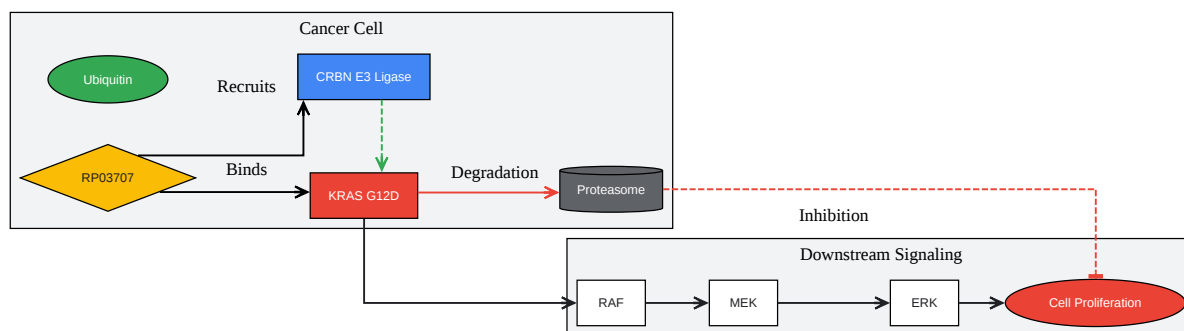 Cancer Cell
Ubiquitin
CRBN E3 Ligase
Recruits
RP03707
Binds
KRAS G12D
Degradation
Proteasome
Inhibition
Downstream Signaling
RAF
MEK
ERK
Cell Proliferation